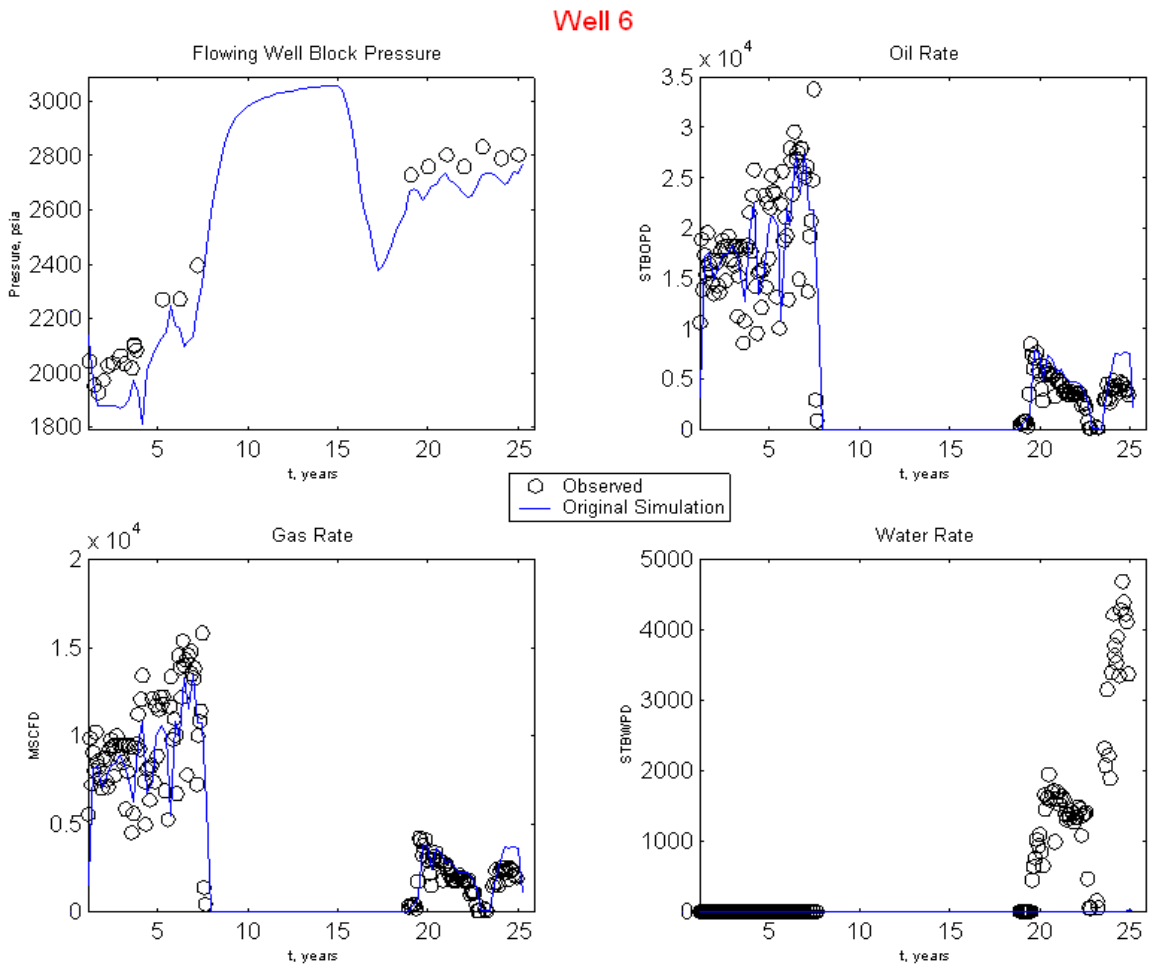 Well 6
Flowing Well Block Pressure
Pressure, psia
3000
2800
2600
2400
2200
2000
1800
5 10 15 20 25
t, years
Oil Rate
x 10^4
STBOPD
3.5
3
2.5
2
1.5
1
0.5
0
5 10 15 20 25
t, years
Observed
Original Simulation
Gas Rate
x 10^4
MSCFD
2
1.5
1
0.5
0
5 10 15 20 25
t, years
Water Rate
STBWPD
5000
4000
3000
2000
1000
0
5 10 15 20 25
t, years